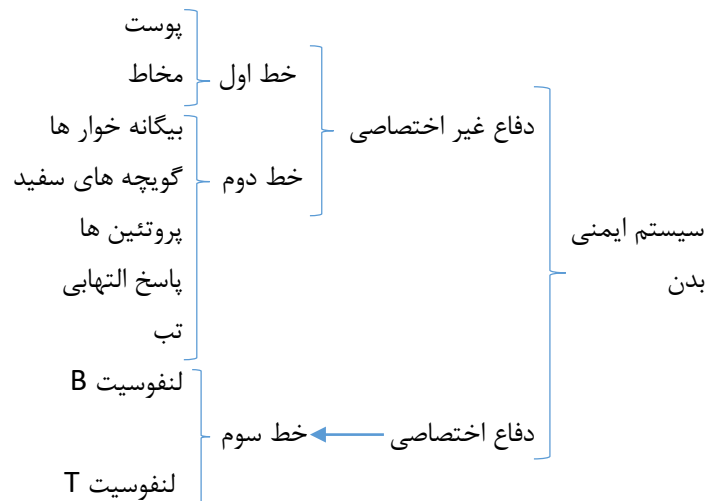 سیستم ایمنی
بدن
دفاع غیر اختصاصی
خط اول
پوست
مخاط
خط دوم
بیگانه خوار ها
گویچه های سفید
پروتئین ها
پاسخ التهابی
تب
دفاع اختصاصی
خط سوم
لنفوسیت B
لنفوسیت T